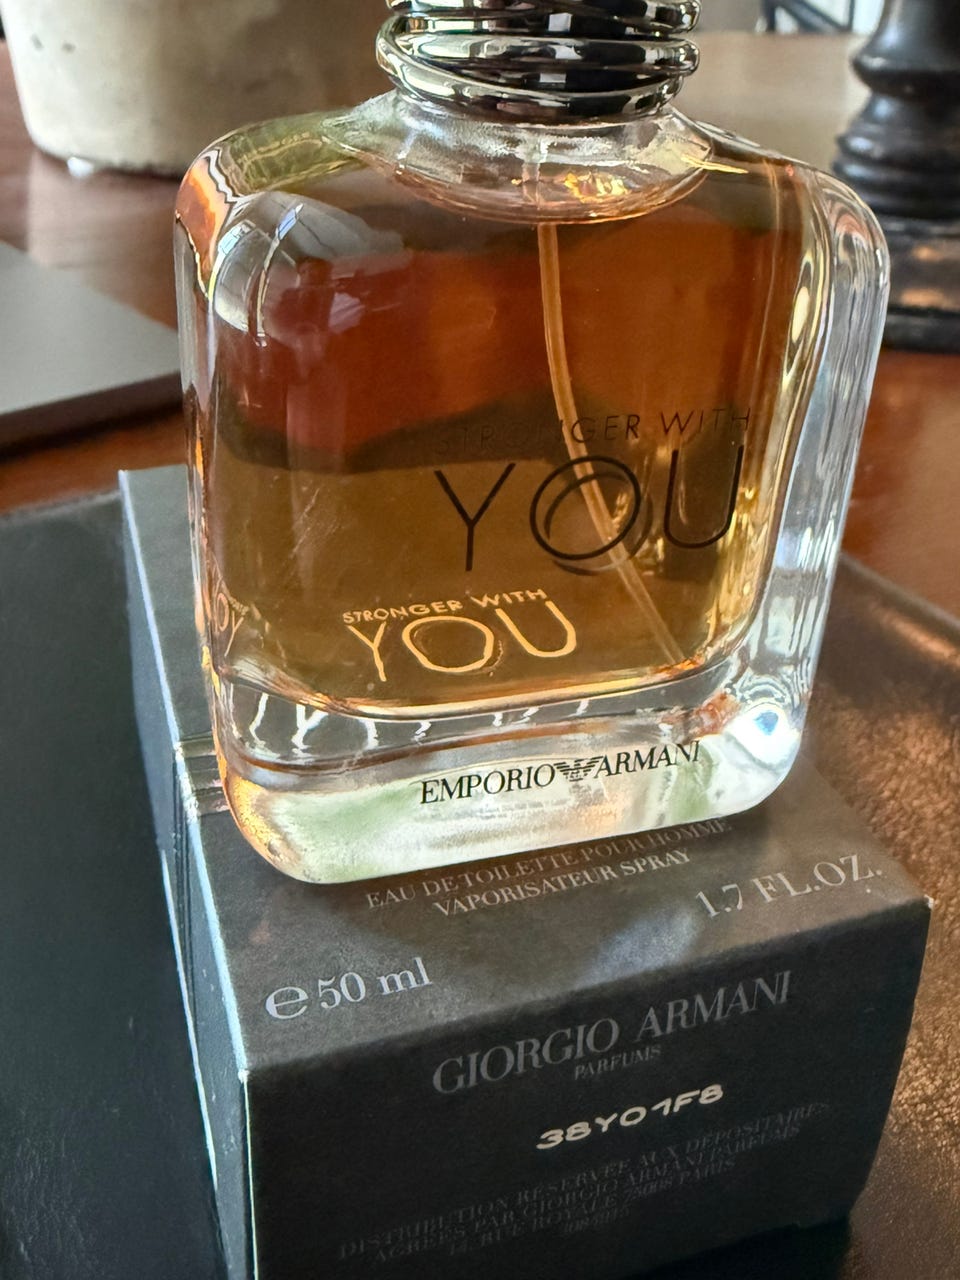 STRONGER WITH
YOU
STRONGER WITH
YOU
EMPORIO ARMANI
EAU DE TOILETTE POUR HOMME
VAPORISATEUR SPRAY
1.7 FL.OZ.
e 50 ml
GIORGIO ARMANI
PARFUMS
38Y01F8
DISTRIBUTION RÉSERVÉE AUX DÉPOSITAIRES
AGRÉÉS PAR GIORGIO ARMANI PARFUMS
14, RUE ROYALE 75008 PARIS